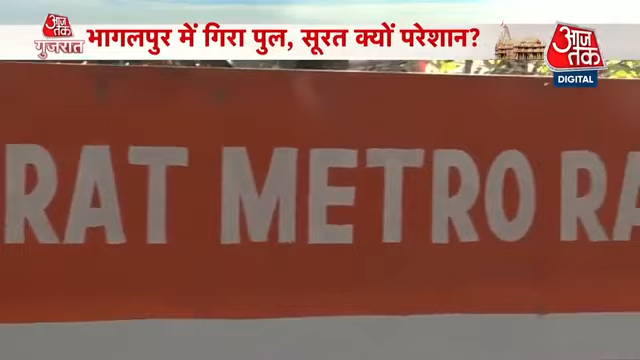 आज तक
गुजरात
भागलपुर में गिरा पुल, सूरत क्यों परेशान?
आज तक
DIGITAL
RAT METRO RA